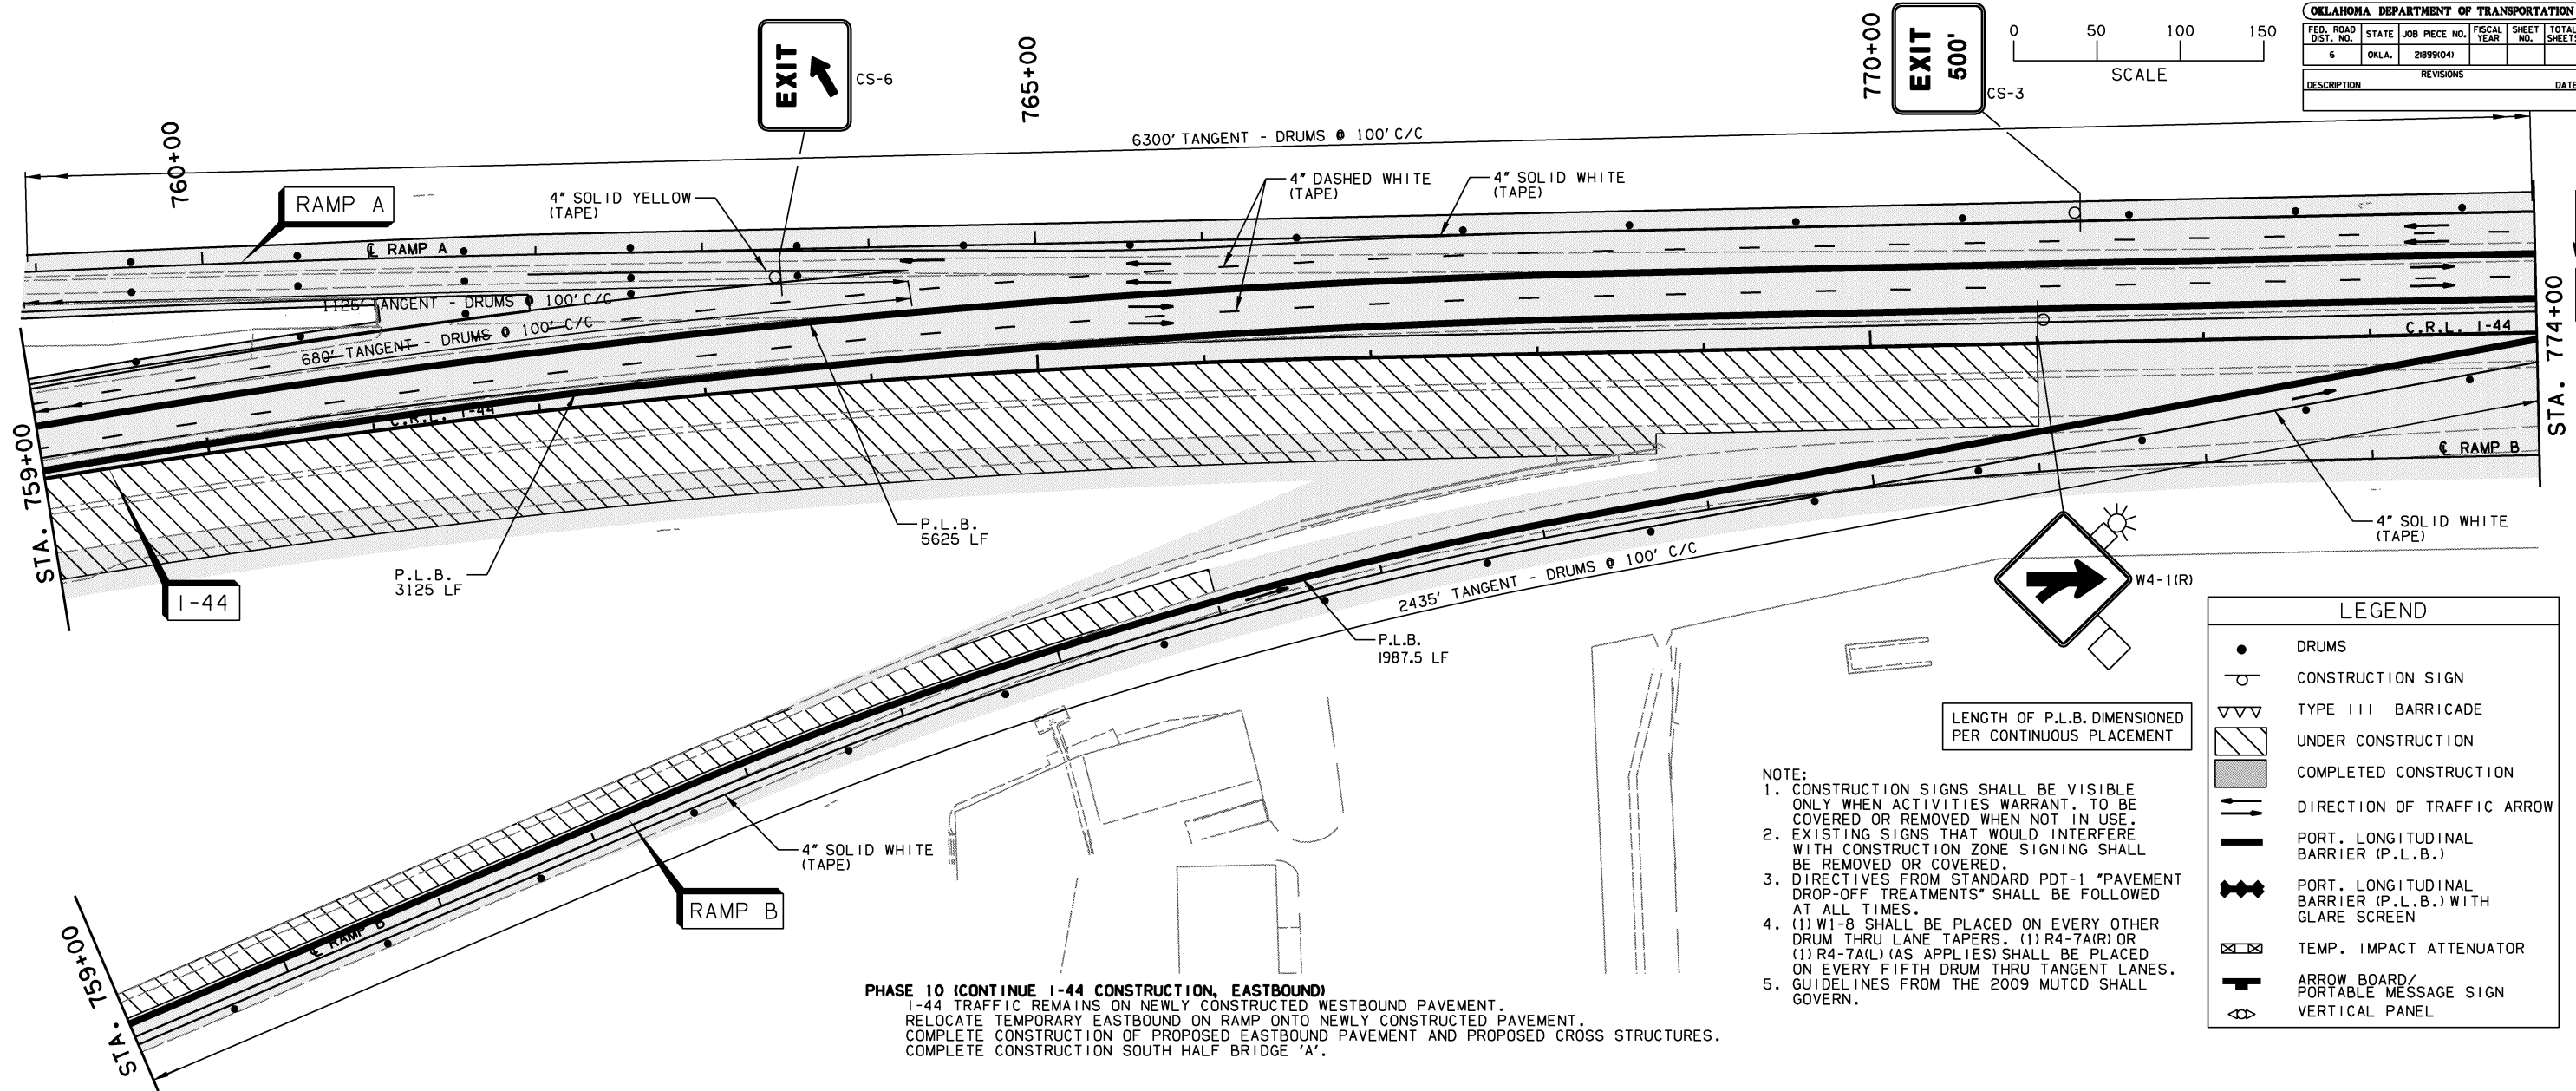 OKLAHOMA DEPARTMENT OF TRANSPORTATION
FED. ROAD DIST. NO.
STATE
JOB PIECE NO.
FISCAL YEAR
SHEET NO.
TOTAL SHEETS
6
OKLA.
21899(04)
REVISIONS
DESCRIPTION
DATE
0 50 100 150
SCALE
EXIT
CS-6
EXIT
500'
CS-3
760+00
765+00
770+00
6300' TANGENT - DRUMS @ 100' C/C
RAMP A
4" SOLID YELLOW
(TAPE)
4" DASHED WHITE
(TAPE)
4" SOLID WHITE
(TAPE)
℄ RAMP A
1125' TANGENT - DRUMS @ 100' C/C
680' TANGENT - DRUMS @ 100' C/C
C.R.L. I-44
C.R.L. I-44
STA. 759+00
STA. 774+00
℄ RAMP B
P.L.B.
5625 LF
P.L.B.
3125 LF
I-44
4" SOLID WHITE
(TAPE)
2435' TANGENT - DRUMS @ 100' C/C
P.L.B.
1987.5 LF
W4-1(R)
4" SOLID WHITE
(TAPE)
RAMP B
℄ RAMP B
STA. 759+00
LENGTH OF P.L.B. DIMENSIONED
PER CONTINUOUS PLACEMENT
NOTE:
1. CONSTRUCTION SIGNS SHALL BE VISIBLE
ONLY WHEN ACTIVITIES WARRANT. TO BE
COVERED OR REMOVED WHEN NOT IN USE.
2. EXISTING SIGNS THAT WOULD INTERFERE
WITH CONSTRUCTION ZONE SIGNING SHALL
BE REMOVED OR COVERED.
3. DIRECTIVES FROM STANDARD PDT-1 "PAVEMENT
DROP-OFF TREATMENTS" SHALL BE FOLLOWED
AT ALL TIMES.
4. (1) W1-8 SHALL BE PLACED ON EVERY OTHER
DRUM THRU LANE TAPERS. (1) R4-7A(R) OR
(1) R4-7A(L) (AS APPLIES) SHALL BE PLACED
ON EVERY FIFTH DRUM THRU TANGENT LANES.
5. GUIDELINES FROM THE 2009 MUTCD SHALL
GOVERN.
LEGEND
DRUMS
CONSTRUCTION SIGN
TYPE III BARRICADE
UNDER CONSTRUCTION
COMPLETED CONSTRUCTION
DIRECTION OF TRAFFIC ARROW
PORT. LONGITUDINAL
BARRIER (P.L.B.)
PORT. LONGITUDINAL
BARRIER (P.L.B.) WITH
GLARE SCREEN
TEMP. IMPACT ATTENUATOR
ARROW BOARD/
PORTABLE MESSAGE SIGN
VERTICAL PANEL
PHASE 10 (CONTINUE I-44 CONSTRUCTION, EASTBOUND)
I-44 TRAFFIC REMAINS ON NEWLY CONSTRUCTED WESTBOUND PAVEMENT.
RELOCATE TEMPORARY EASTBOUND ON RAMP ONTO NEWLY CONSTRUCTED PAVEMENT.
COMPLETE CONSTRUCTION OF PROPOSED EASTBOUND PAVEMENT AND PROPOSED CROSS STRUCTURES.
COMPLETE CONSTRUCTION SOUTH HALF BRIDGE 'A'.